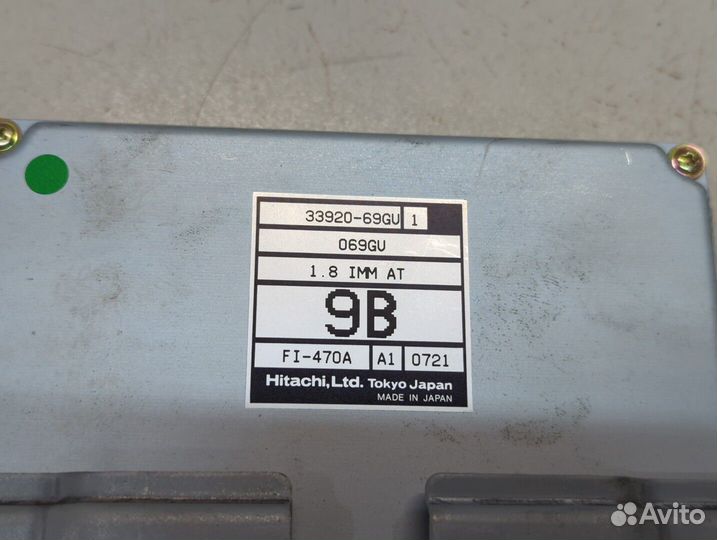 33920-69GU 1
069GU
1.8 IMM AT
9B
FI-470A A1 0721
Hitachi,Ltd. Tokyo Japan
MADE IN JAPAN
Avito